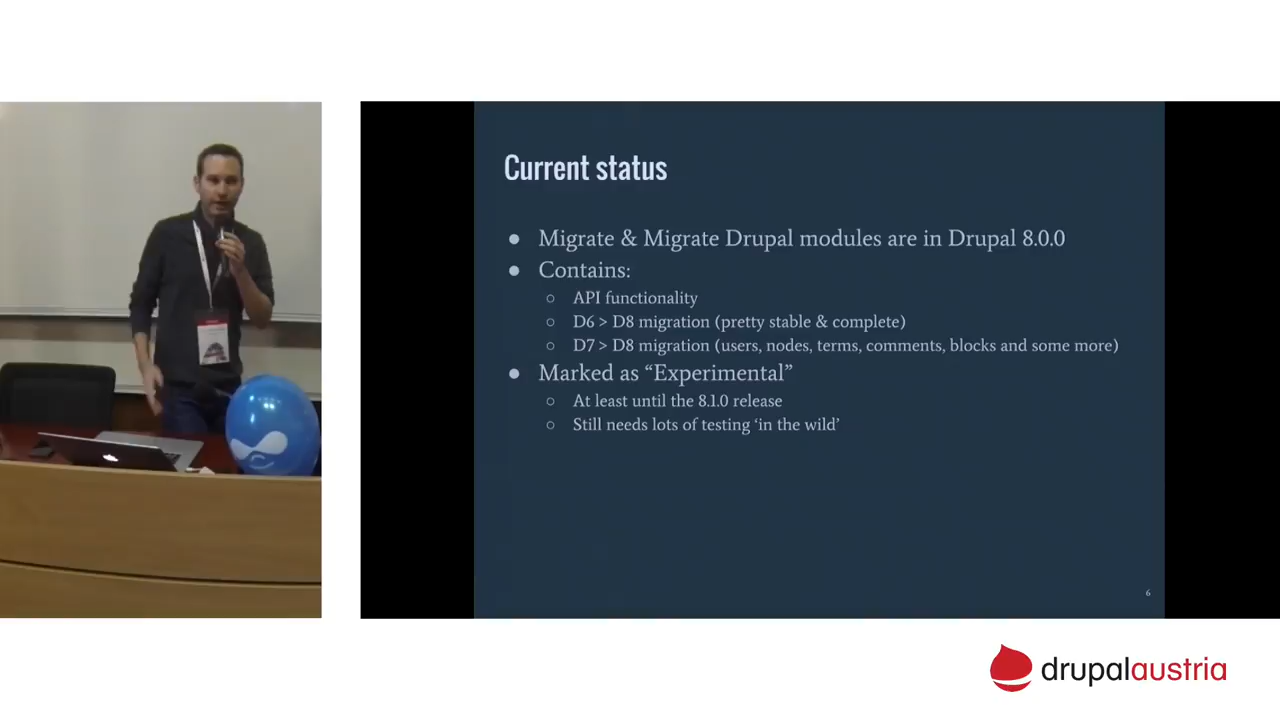 Current status
● Migrate & Migrate Drupal modules are in Drupal 8.0.0
● Contains:
○ API functionality
○ D6 > D8 migration (pretty stable & complete)
○ D7 > D8 migration (users, nodes, terms, comments, blocks and some more)
● Marked as “Experimental”
○ At least until the 8.1.0 release
○ Still needs lots of testing ‘in the wild’
6
drupalaustria